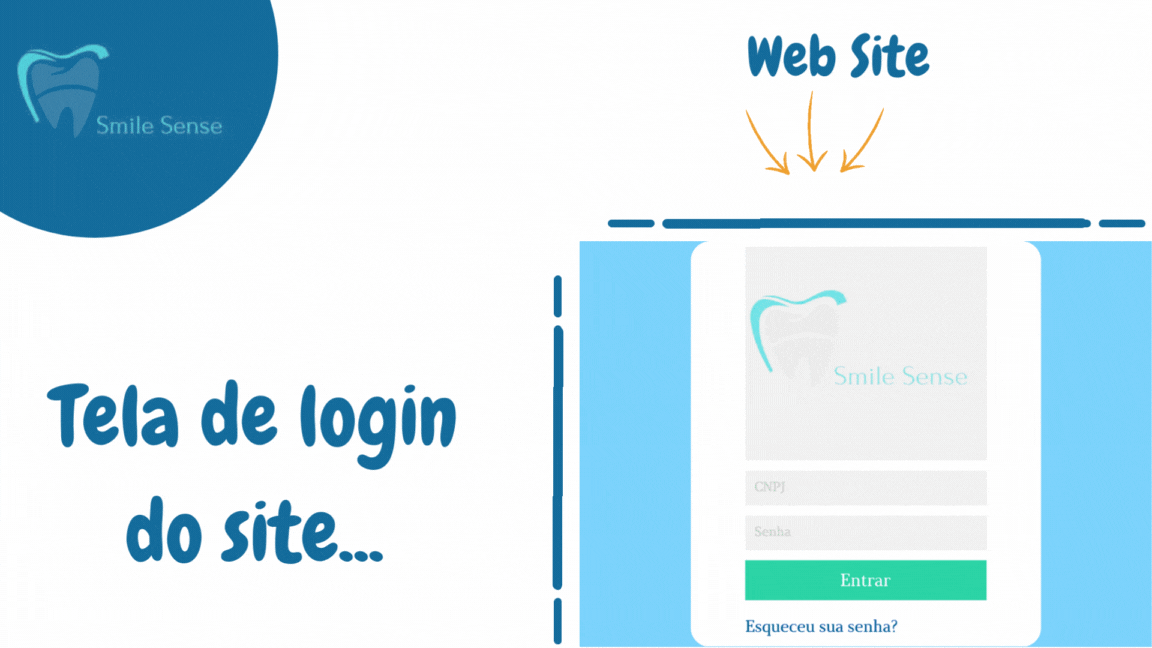 Smile Sense
Web Site
Tela de login
do site...
Smile Sense
CNPJ
Senha
Entrar
Esqueceu sua senha?